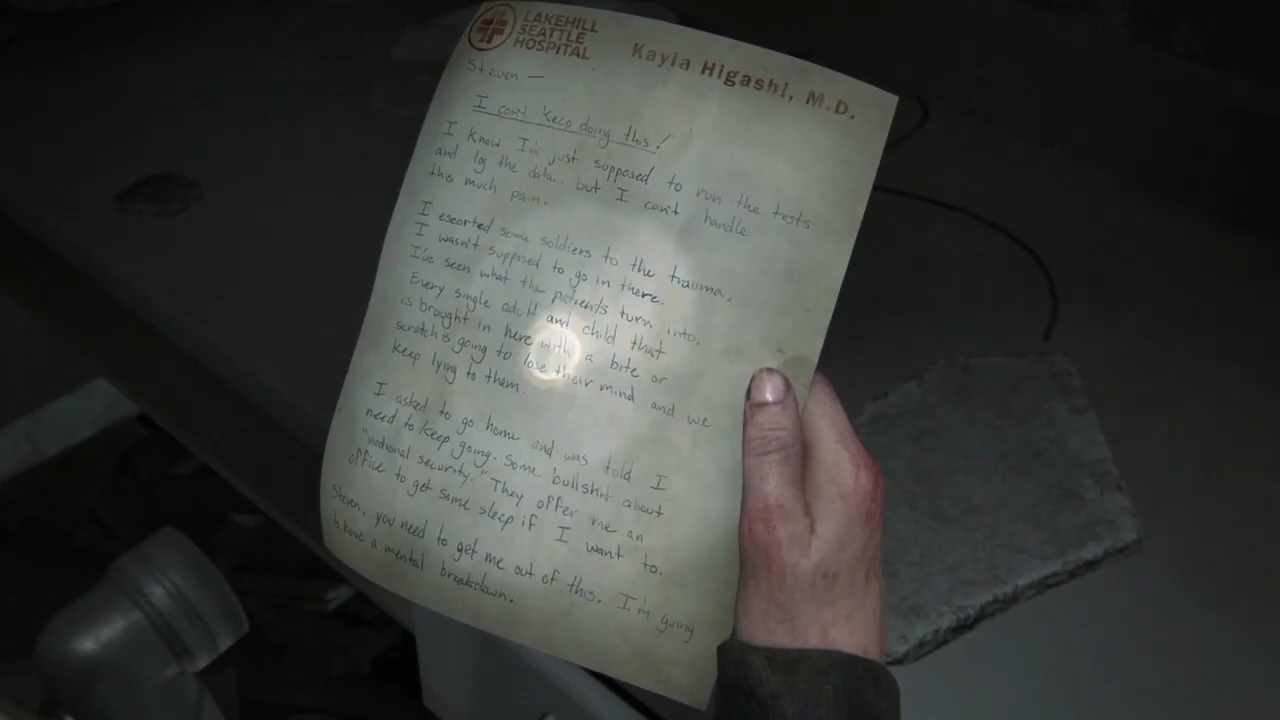 LAKEHILL
SEATTLE
HOSPITAL
Kayla Higashi, M.D.
Steven —
I can't keep doing this!
I know I'm just supposed to run the tests
and log the data... but I can't handle
this much pain.
I escorted some soldiers to the trauma.
I wasn't supposed to go in there.
I've seen what the patients turn into.
Every single adult and child that
is brought in here with a bite or
scratch is going to lose their mind and we
keep lying to them.
I asked to go home and was told I
need to keep going. Some bullshit about
"national security." They offer me an
office to get some sleep if I want to.
Steven, you need to get me out of this. I'm going
to have a mental breakdown.